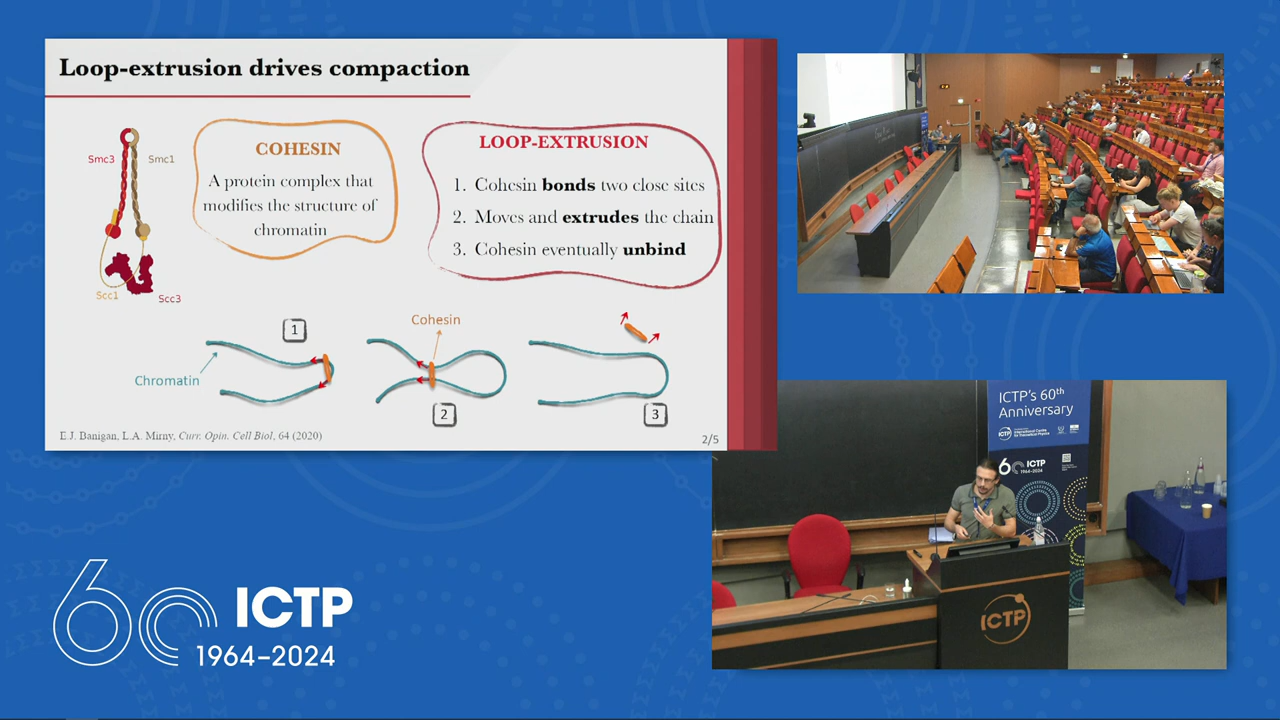 Loop-extrusion drives compaction
Smc3
Smc1
Scc1
Scc3
COHESIN
A protein complex that
modifies the structure of
chromatin
LOOP-EXTRUSION
1. Cohesin bonds two close sites
2. Moves and extrudes the chain
3. Cohesin eventually unbind
1
Cohesin
Chromatin
2
3
E.J. Banigan, L.A. Mirny, Curr. Opin. Cell Biol, 64 (2020)
2/5
ICTP's 60th
Anniversary
ICTP
60 ICTP
1964-2024
ICTP
60 ICTP
1964-2024